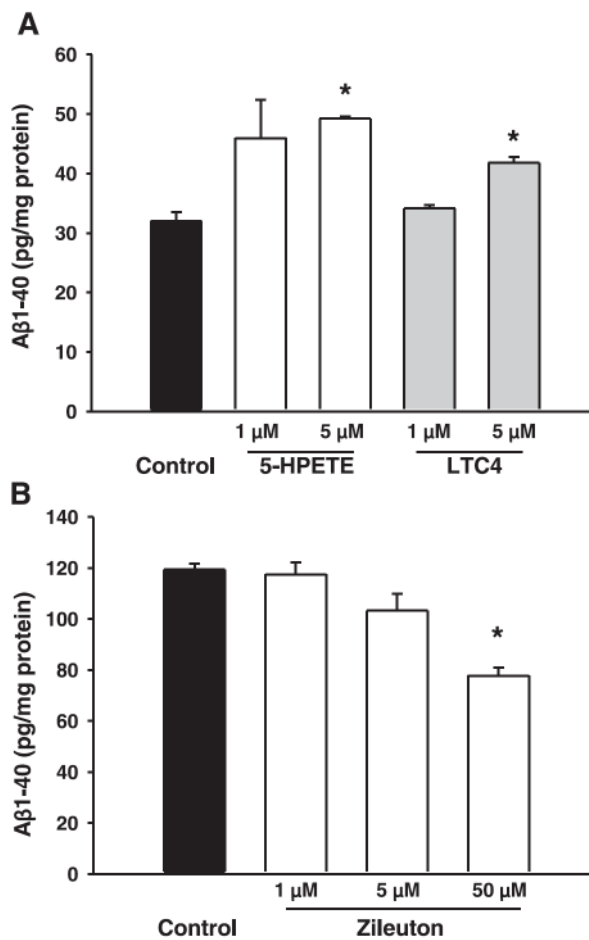 A
Aβ1-40 (pg/mg protein)
60
50
40
30
20
10
0
*
*
1 µM 5 µM 1 µM 5 µM
Control 5-HPETE LTC4
B
Aβ1-40 (pg/mg protein)
140
120
100
80
60
40
20
0
*
1 µM 5 µM 50 µM
Control Zileuton